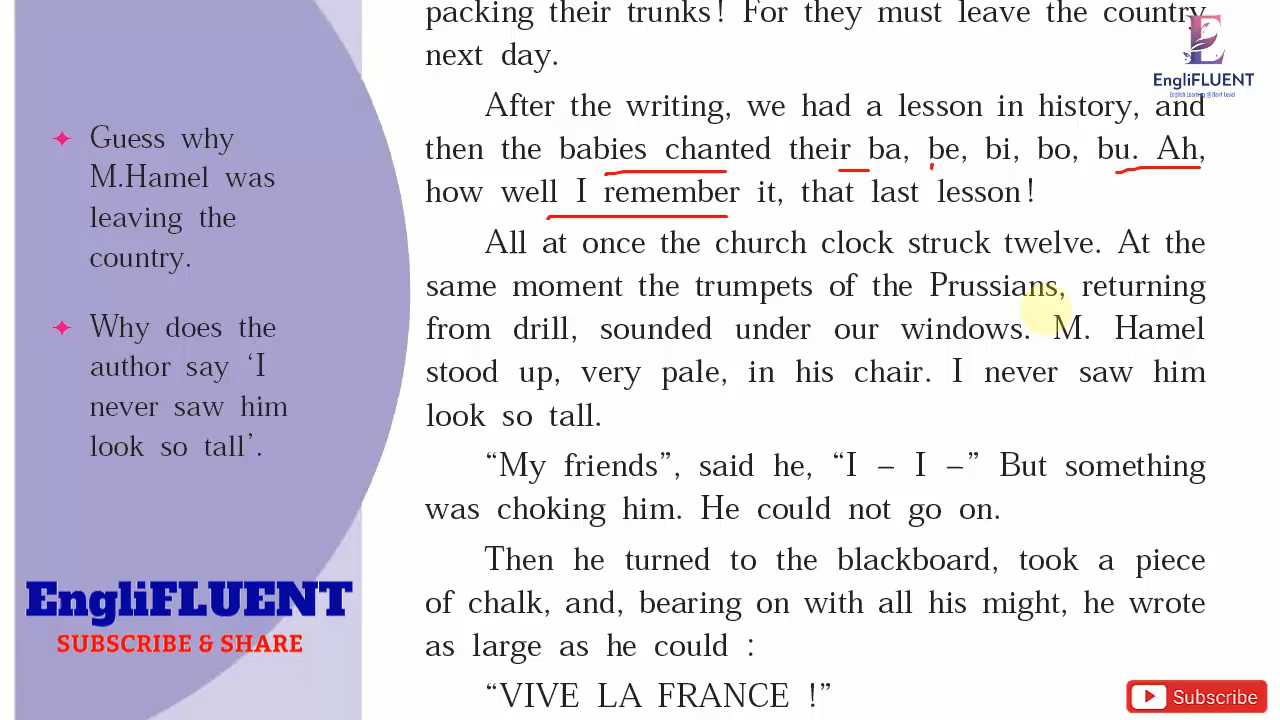 packing their trunks! For they must leave the country
next day.
After the writing, we had a lesson in history, and
then the babies chanted their ba, be, bi, bo, bu. Ah,
how well I remember it, that last lesson!
All at once the church clock struck twelve. At the
same moment the trumpets of the Prussians, returning
from drill, sounded under our windows. M. Hamel
stood up, very pale, in his chair. I never saw him
look so tall.
“My friends”, said he, “I – I –” But something
was choking him. He could not go on.
Then he turned to the blackboard, took a piece
of chalk, and, bearing on with all his might, he wrote
as large as he could :
“VIVE LA FRANCE !”
Guess why
M.Hamel was
leaving the
country.
Why does the
author say ‘I
never saw him
look so tall’.
EngliFLUENT
SUBSCRIBE & SHARE
E
EngliFLUENT
English Learning @Next Level
Subscribe